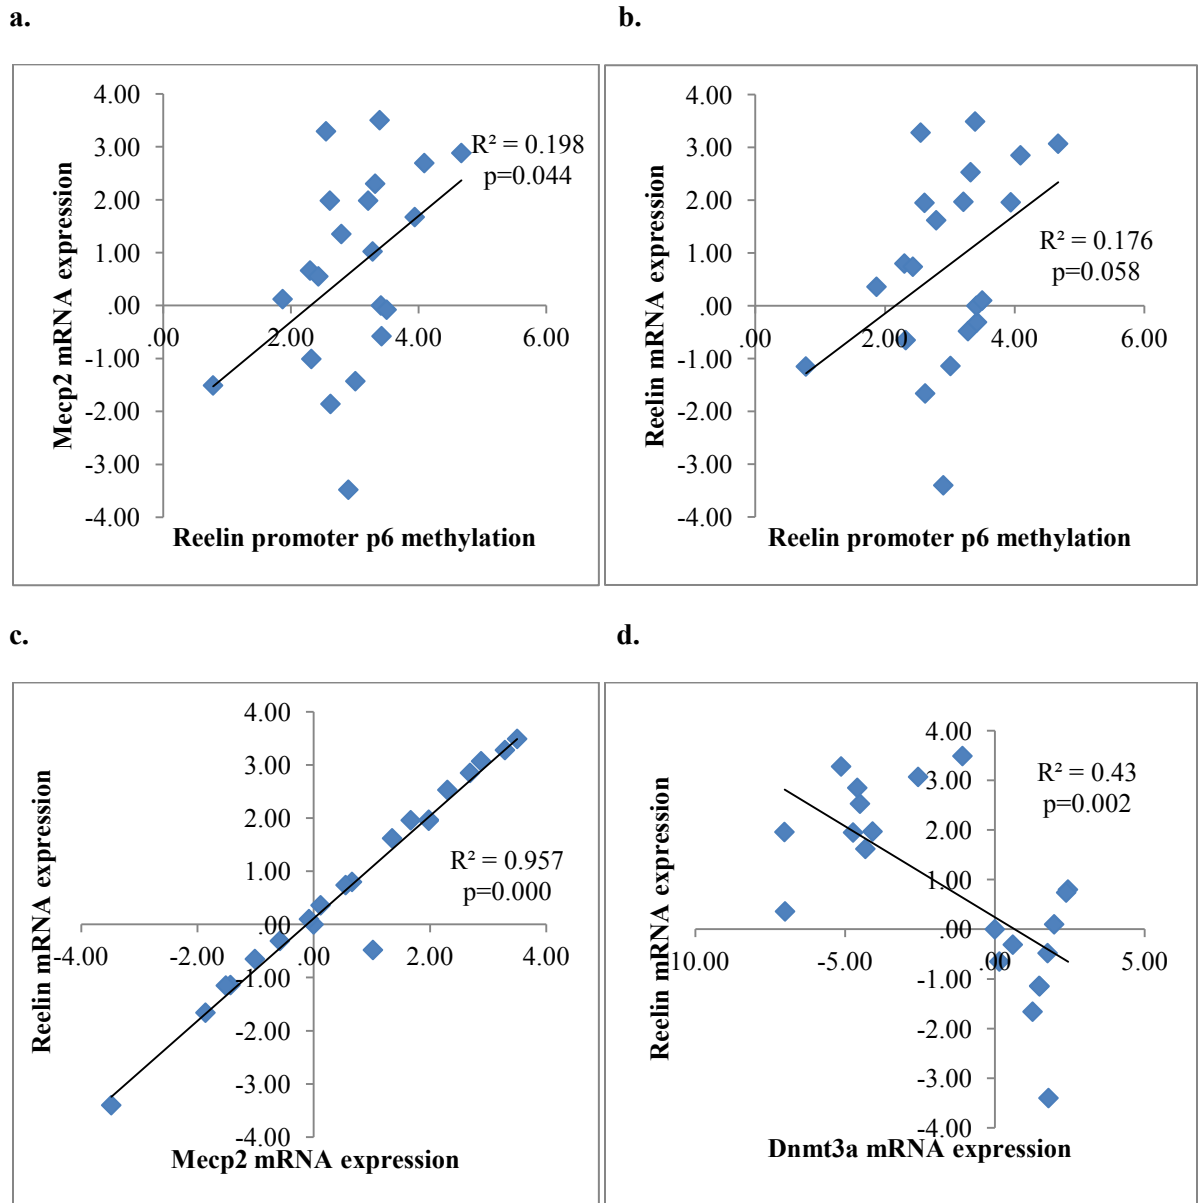 a.
b.
4.00
3.00
2.00
1.00
.00
-1.00
-2.00
-3.00
-4.00
.00
2.00
4.00
6.00
Mecp2 mRNA expression
R² = 0.198
p=0.044
Reelin promoter p6 methylation
4.00
3.00
2.00
1.00
.00
-1.00
-2.00
-3.00
-4.00
.00
2.00
4.00
6.00
Reelin mRNA expression
R² = 0.176
p=0.058
Reelin promoter p6 methylation
c.
d.
4.00
3.00
2.00
1.00
.00
-1.00
-2.00
-3.00
-4.00
-4.00
-2.00
.00
2.00
4.00
Reelin mRNA expression
R² = 0.957
p=0.000
Mecp2 mRNA expression
4.00
3.00
2.00
1.00
.00
-1.00
-2.00
-3.00
-4.00
-10.00
-5.00
.00
5.00
Reelin mRNA expression
R² = 0.43
p=0.002
Dnmt3a mRNA expression